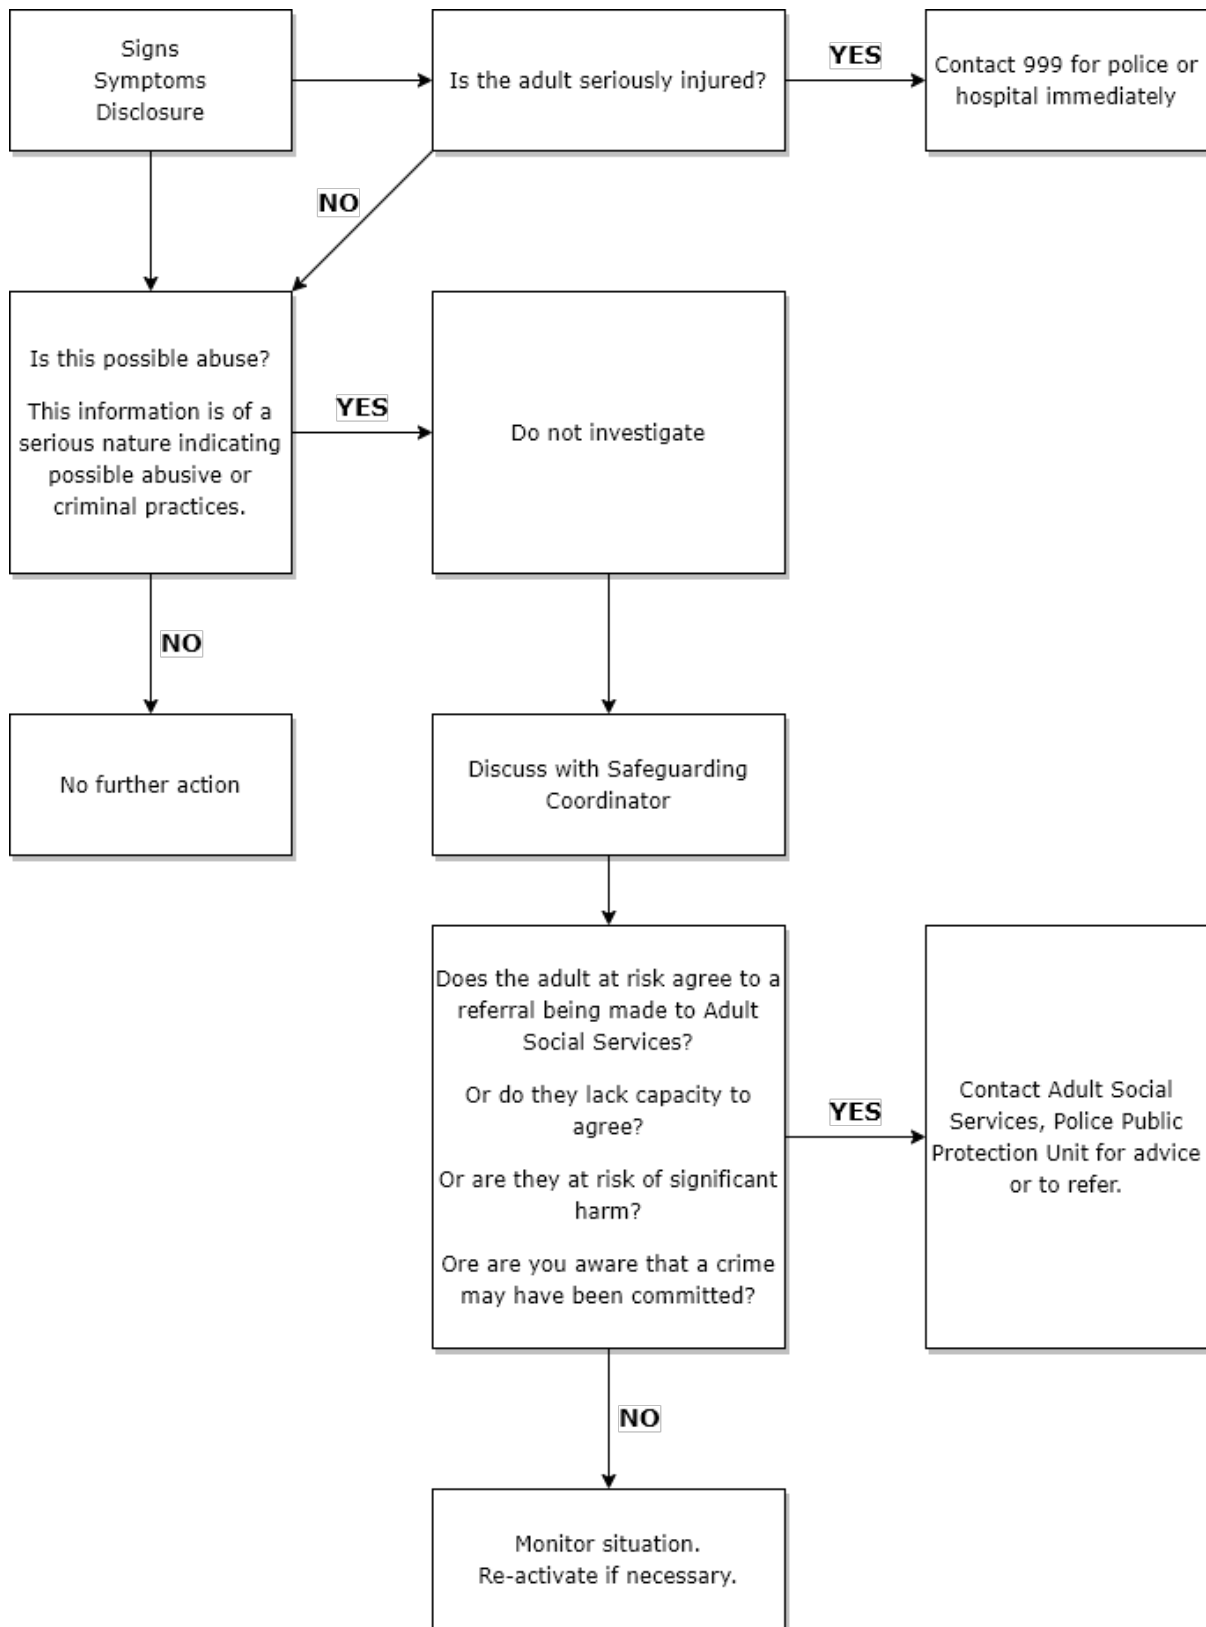 Signs
Symptoms
Disclosure
Is the adult seriously injured?
YES
Contact 999 for police or
hospital immediately
NO
Is this possible abuse?
This information is of a
serious nature indicating
possible abusive or
criminal practices.
YES
Do not investigate
NO
No further action
Discuss with Safeguarding
Coordinator
Does the adult at risk agree to a
referral being made to Adult
Social Services?
Or do they lack capacity to
agree?
Or are they at risk of significant
harm?
Ore are you aware that a crime
may have been committed?
YES
Contact Adult Social
Services, Police Public
Protection Unit for advice
or to refer.
NO
Monitor situation.
Re-activate if necessary.